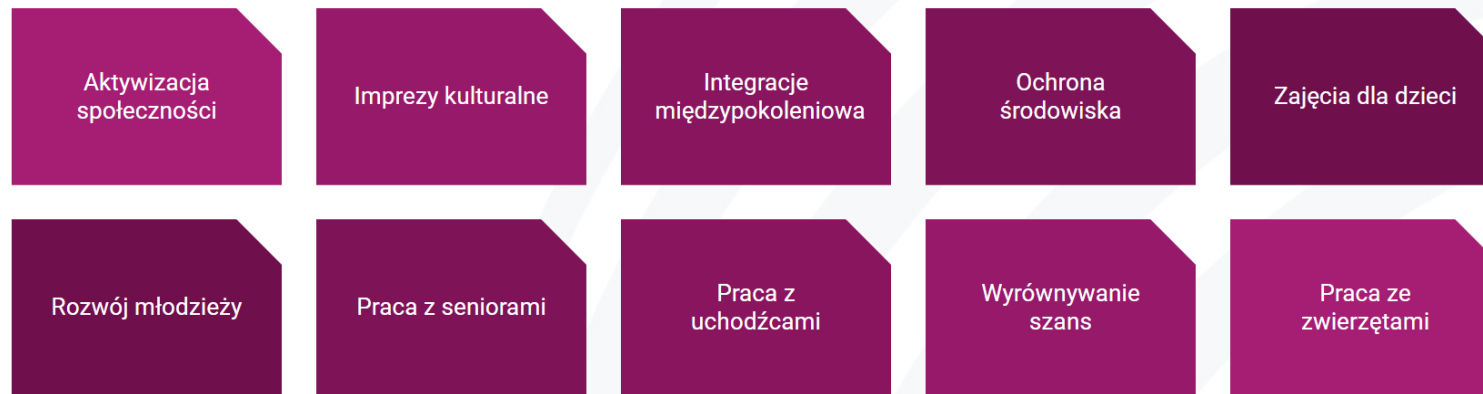 Aktywizacja
społeczności
Imprezy kulturalne
Integracje
międzypokoleniowa
Ochrona
środowiska
Zajęcia dla dzieci
Rozwój młodzieży
Praca z seniorami
Praca z
uchodźcami
Wyrównywanie
szans
Praca ze
zwierzętami